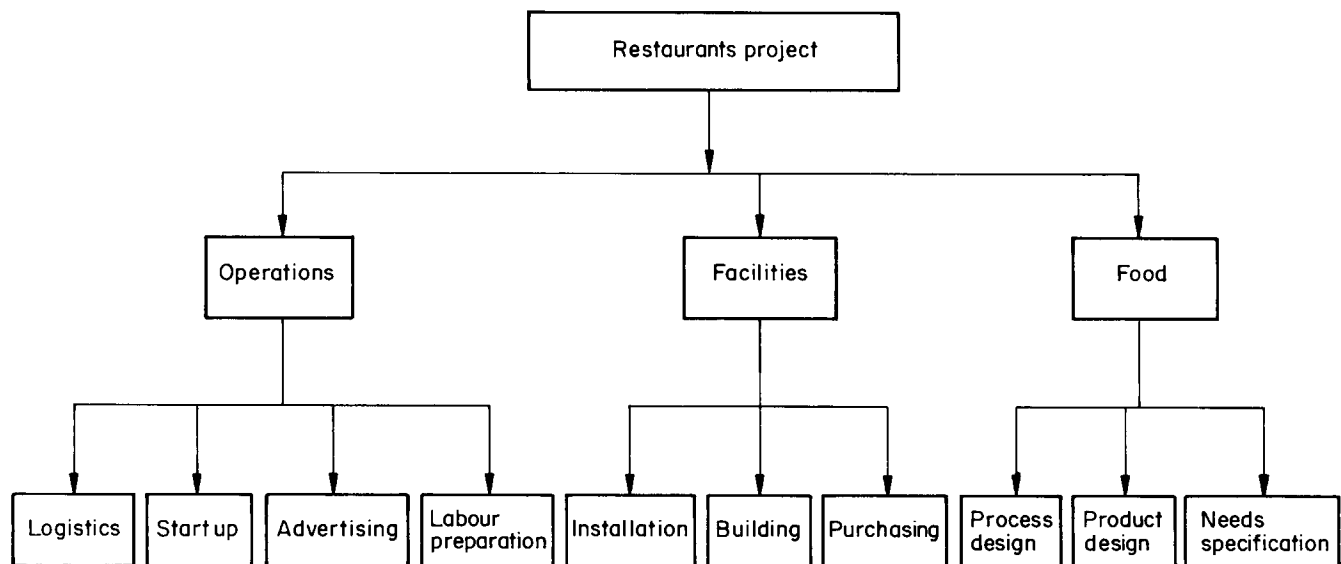 Restaurants project
Operations
Facilities
Food
Logistics
Start up
Advertising
Labour
preparation
Installation
Building
Purchasing
Process
design
Product
design
Needs
specification